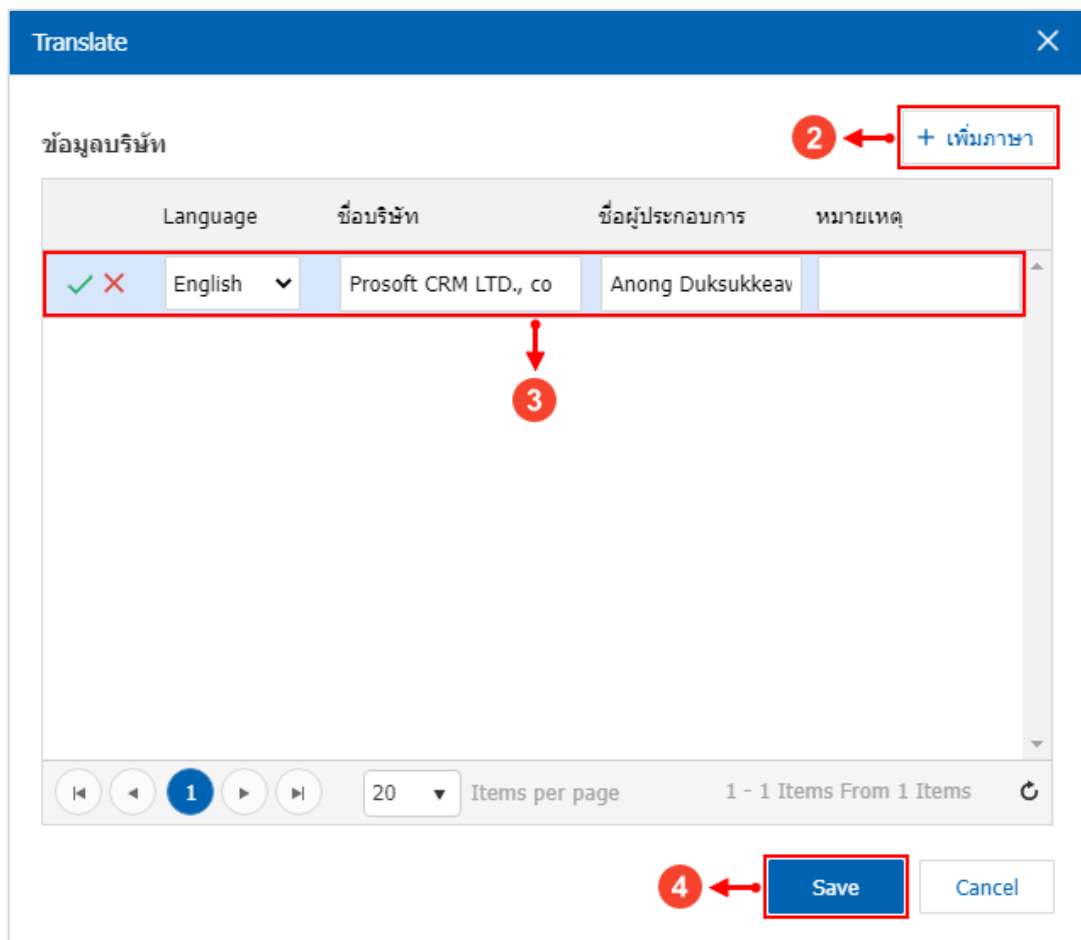 Translate
ข้อมูลบริษัท
2
+ เพิ่มภาษา
Language ชื่อบริษัท ชื่อผู้ประกอบการ หมายเหตุ
English Prosoft CRM LTD., co Anong Duksukkeav
3
1 20 Items per page 1 - 1 Items From 1 Items
4 Save Cancel